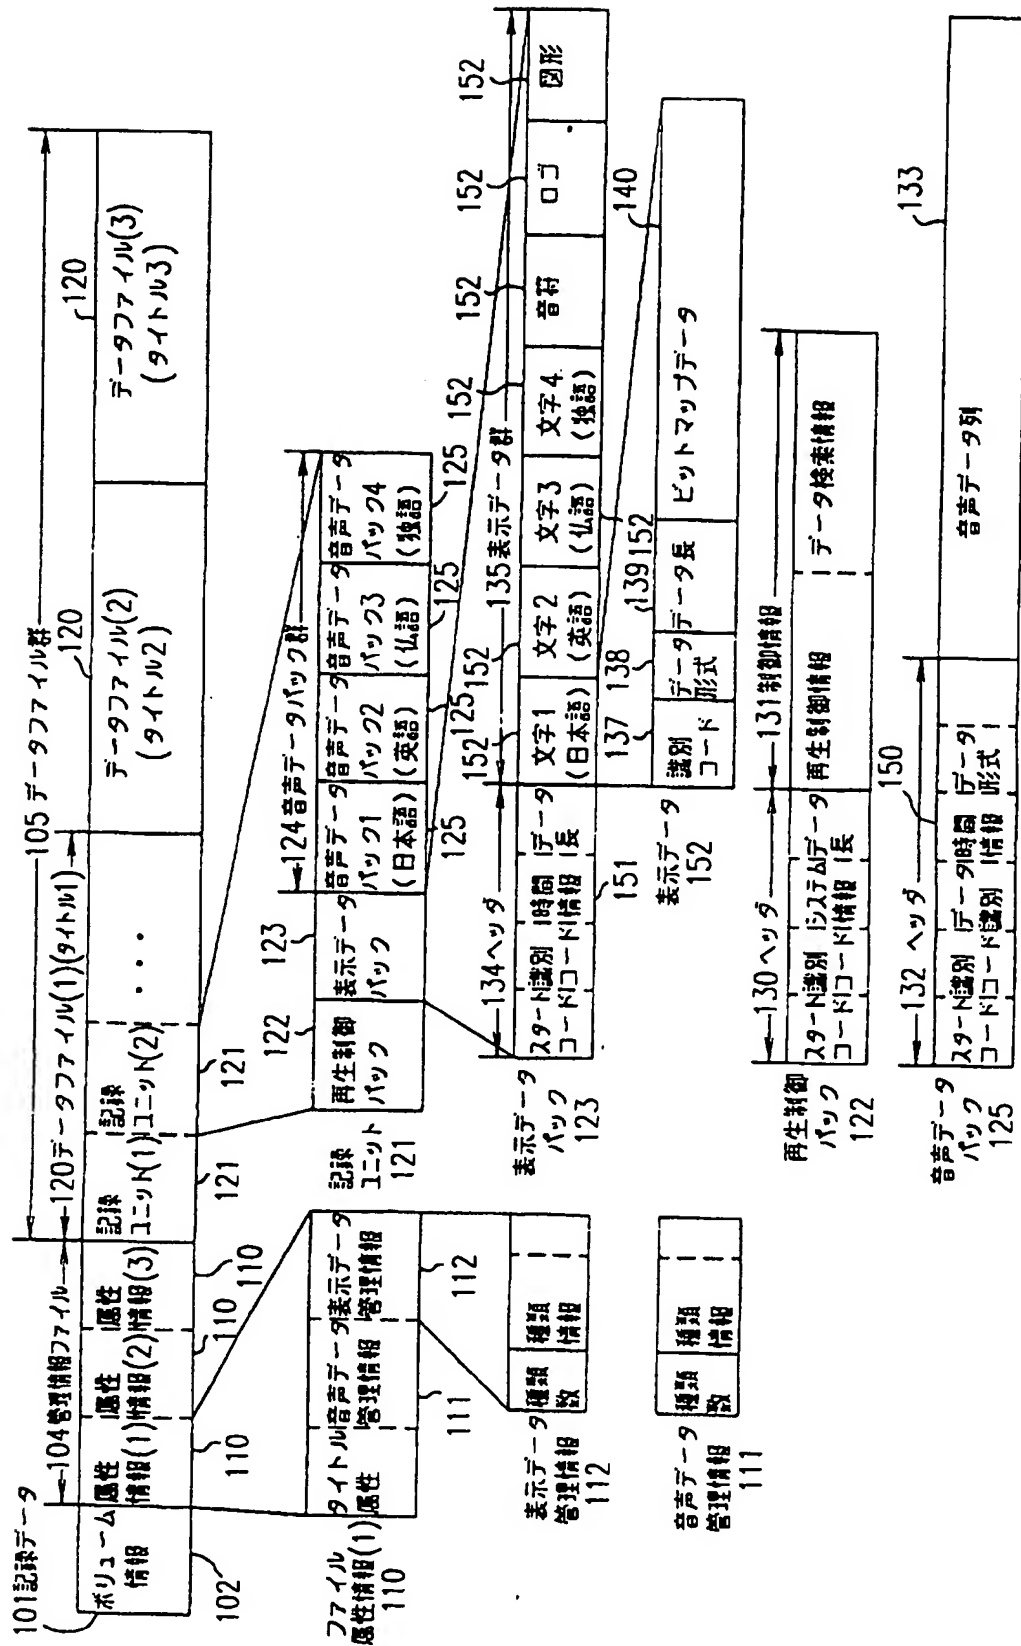 101記録データ
104管理情報ファイル
105データファイル群
120データファイル(1)(タイトル1)
120
120
ボリューム
情報
属性
情報(1)
属性
情報(2)
属性
情報(3)
記録
ユニット(1)
記録
ユニット(2)
・・・・
データファイル(2)
(タイトル2)
データファイル(3)
(タイトル3)
102
110
110
110
121
121
ファイル
属性情報(1)
110
タイトル
属性
音声データ
管理情報
表示データ
管理情報
111
112
表示データ
管理情報
112
種類
数
種類
情報
音声データ
管理情報
111
種類
数
種類
情報
記録
ユニット
121
122
123
124音声データパック群
再生制御
パック
表示データ
パック
音声データ
パック1
(日本語)
音声データ
パック2
(英語)
音声データ
パック3
(仏語)
音声データ
パック4
(独語)
125
125
125
125
表示データ
パック
123
134ヘッダ
135表示データ群
スタート
コード
識別
コード
時間
情報
データ
長
151
文字1
(日本語)
文字2
(英語)
文字3
(仏語)
文字4
(独語)
音符
ロゴ
図形
152
152
152
152
152
152
152
表示データ
152
137
138
139
140
識別
コード
データ
形式
データ長
ビットマップデータ
再生制御
パック
122
130ヘッダ
131制御情報
スタート
コード
識別
コード
システム
情報
データ
長
再生制御情報
データ検索情報
音声データ
パック
125
132ヘッダ
150
133
スタート
コード
識別
コード
データ
識別
時間
情報
データ
形式
音声データ列